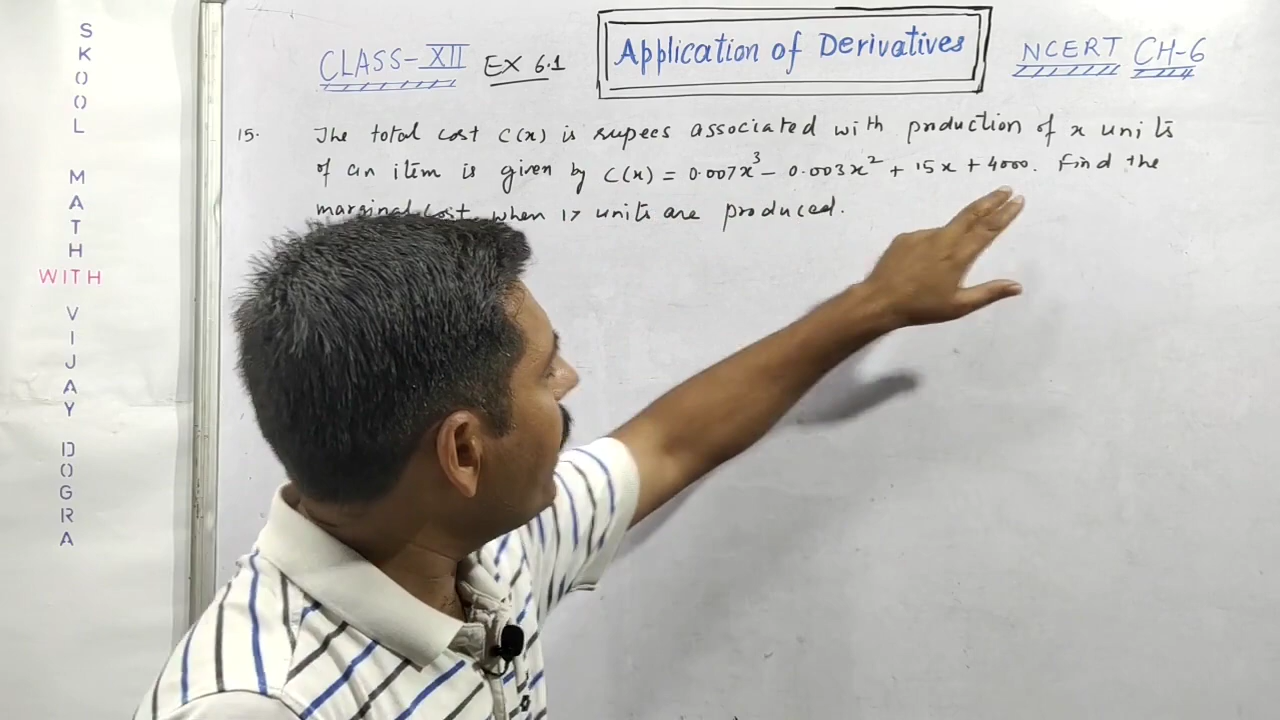 SKOOL MATH WITH VIJAY DOGRA
CLASS-XII EX 6.1 Application of Derivatives NCERT CH-6
15. The total cost C(x) is rupees associated with production of x units
of an item is given by C(x) = 0.007x³ - 0.003x² + 15x + 4000. Find the
marginal cost when 17 units are produced.